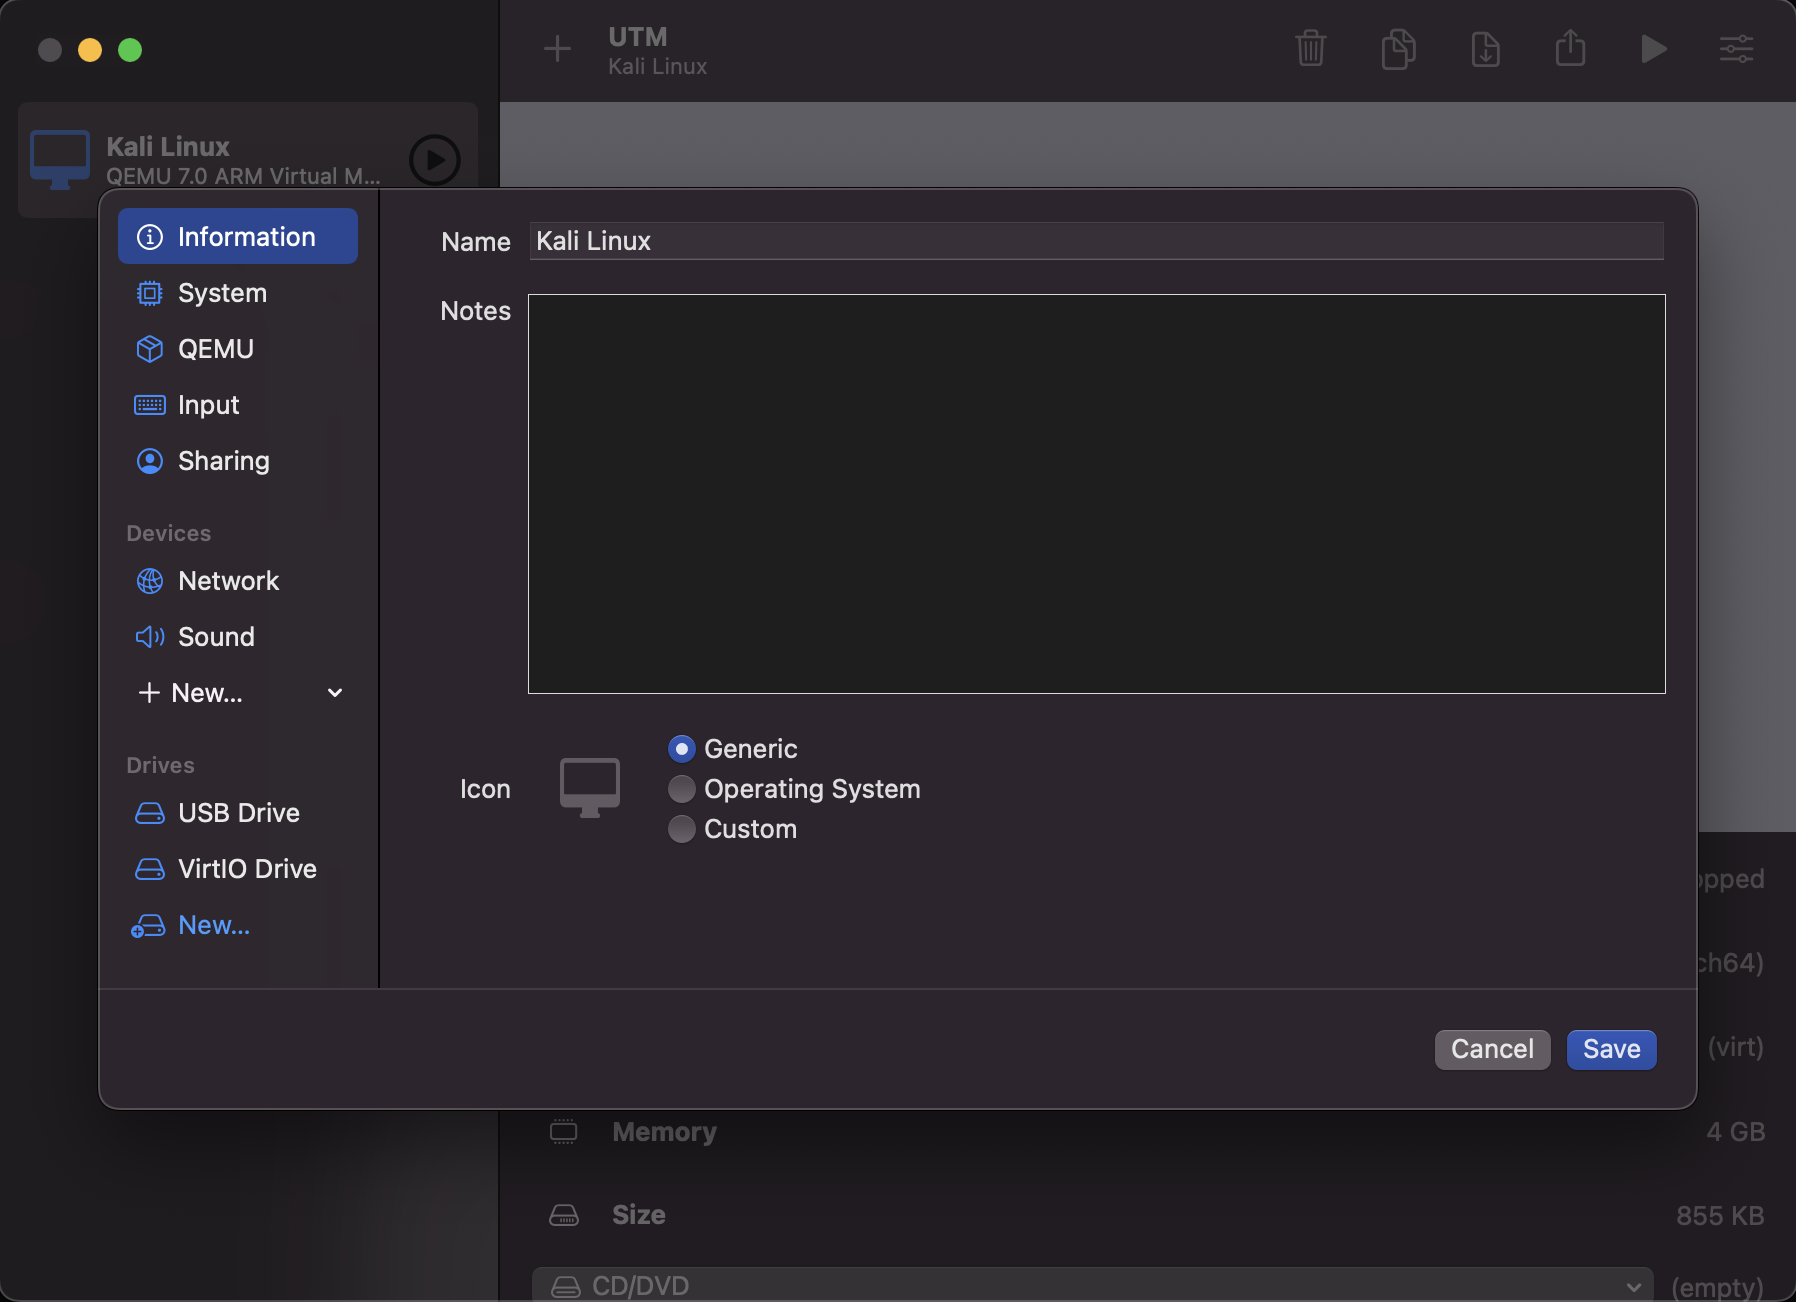 UTM
Kali Linux
Kali Linux
QEMU 7.0 ARM Virtual M...
Information
System
QEMU
Input
Sharing
Devices
Network
Sound
New...
Drives
USB Drive
VirtIO Drive
New...
Name Kali Linux
Notes
Icon
Generic
Operating System
Custom
Cancel Save
(virt)
Memory 4 GB
Size 855 KB
CD/DVD (empty)